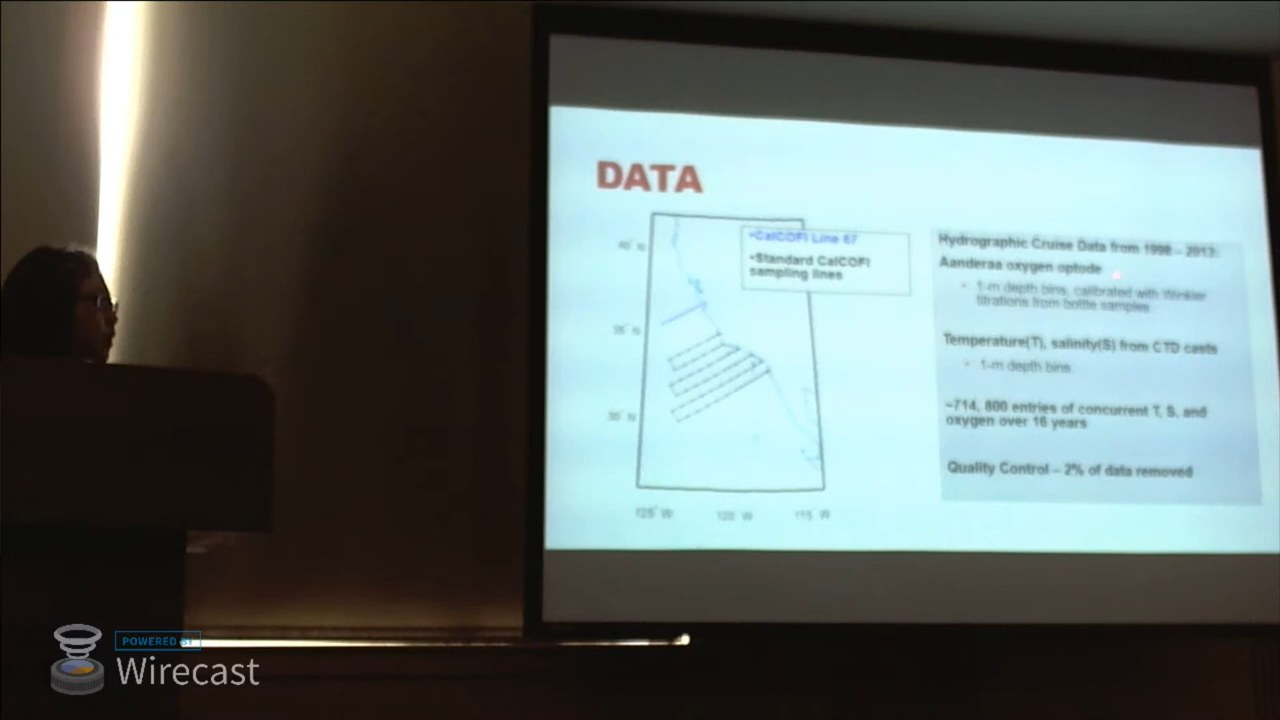 DATA
•CalCOFI Line 67
•Standard CalCOFI
sampling lines
40° N
35° N
30° N
125° W
120° W
115° W
Hydrographic Cruise Data from 1998 – 2013:
Aanderaa oxygen optode
• 1-m depth bins, calibrated with Winkler
titrations from bottle samples
Temperature(T), salinity(S) from CTD casts
• 1-m depth bins
~714, 800 entries of concurrent T, S, and
oxygen over 16 years
Quality Control – 2% of data removed
POWERED BY
Wirecast